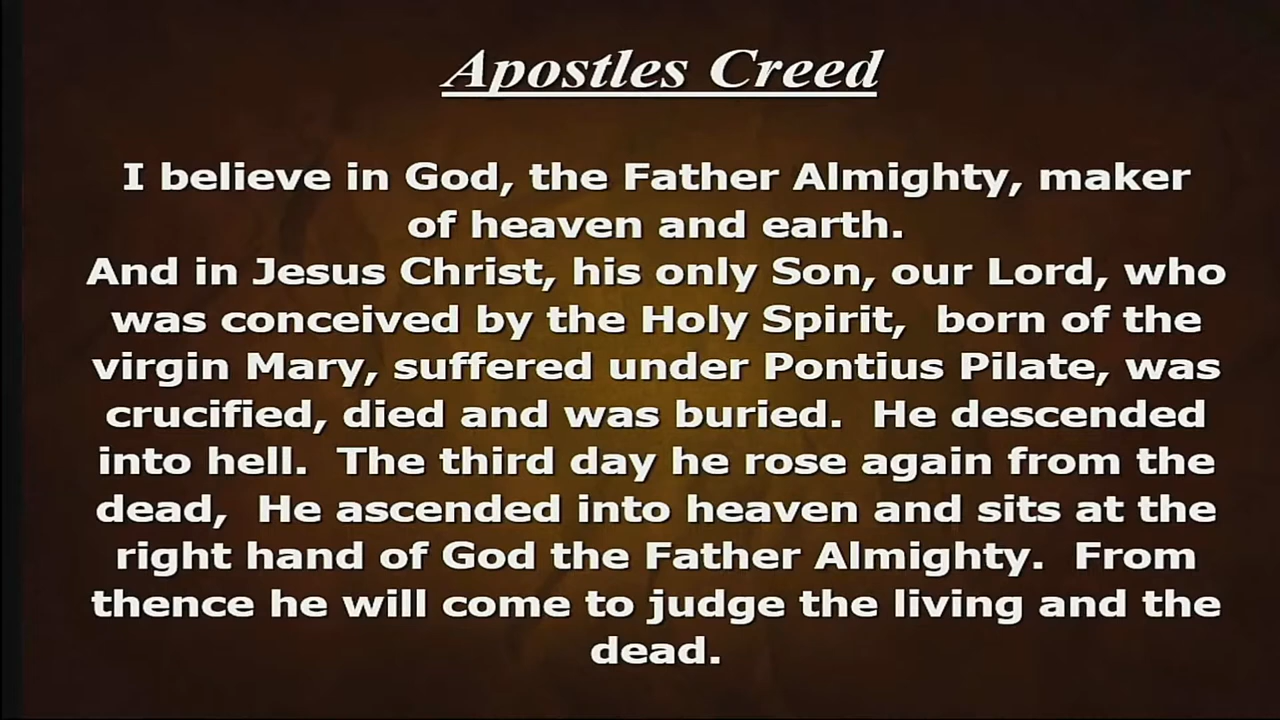 Apostles Creed
I believe in God, the Father Almighty, maker
of heaven and earth.
And in Jesus Christ, his only Son, our Lord, who
was conceived by the Holy Spirit,  born of the
virgin Mary, suffered under Pontius Pilate, was
crucified, died and was buried.  He descended
into hell.  The third day he rose again from the
dead,  He ascended into heaven and sits at the
right hand of God the Father Almighty.  From
thence he will come to judge the living and the
dead.